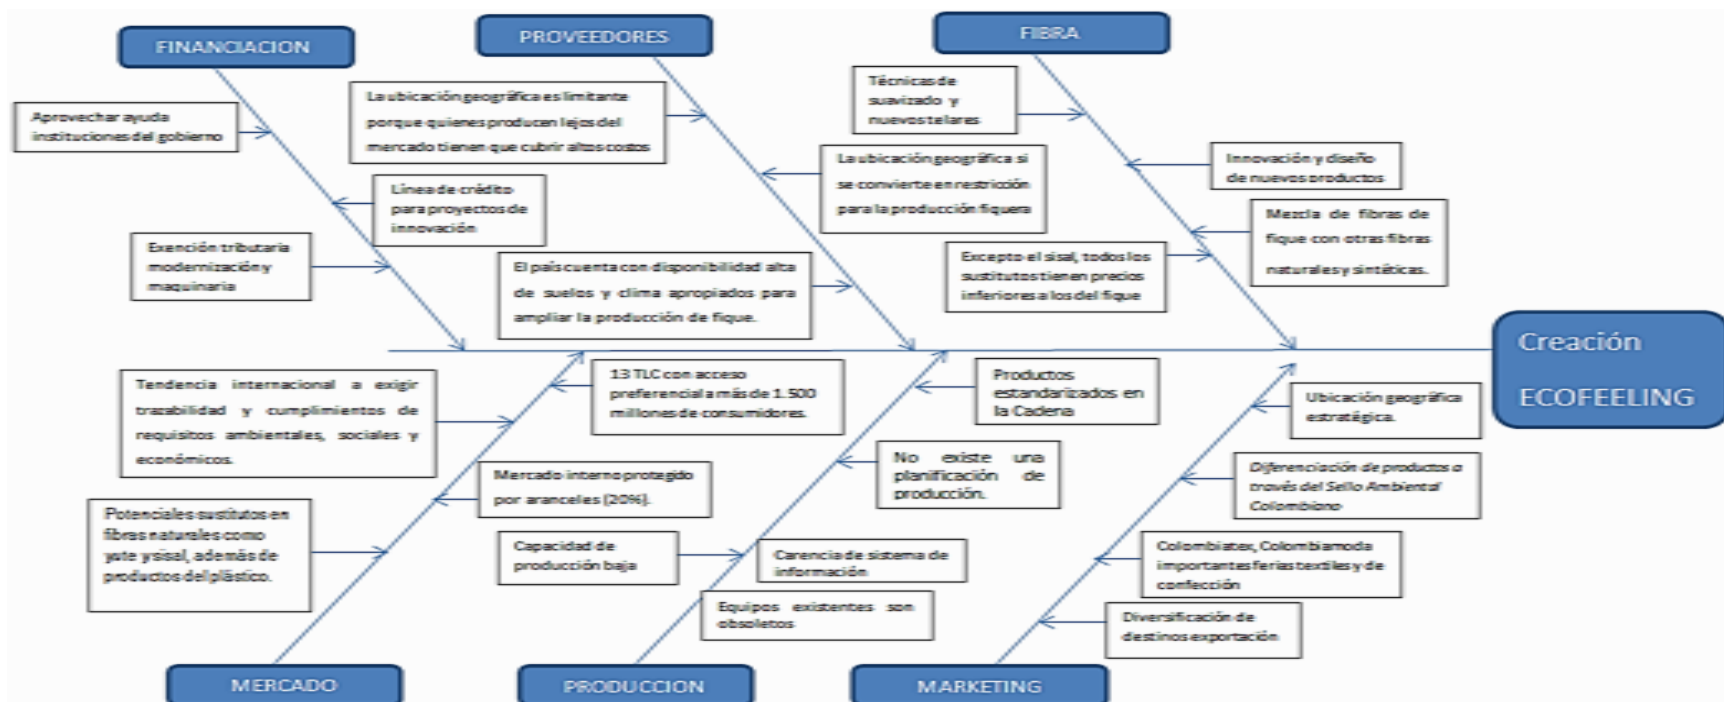 FINANCIACION
PROVEEDORES
FIBRA
Aprovechar ayuda
instituciones del gobierno
Línea de crédito
para proyectos de
innovación
Exención tributaria
modernización y
maquinaria
La ubicación geográfica es limitante
porque quienes producen lejos del
mercado tienen que cubrir altos costos
La ubicación geográfica si
se convierte en restricción
para la producción fiquera
El país cuenta con disponibilidad alta
de suelos y clima apropiados para
ampliar la producción de fique.
Técnicas de
suavizado y
nuevos telares
Innovación y diseño
de nuevos productos
Mezcla de fibras de
fique con otras fibras
naturales y sintéticas.
Excepto el sisal, todos los
sustitutos tienen precios
inferiores a los del fique
Creación
ECOFEELING
Tendencia internacional a exigir
trazabilidad y cumplimientos de
requisitos ambientales, sociales y
económicos.
13 TLC con acceso
preferencial a más de 1.500
millones de consumidores.
Mercado interno protegido
por aranceles (20%).
Potenciales sustitutos en
fibras naturales como
yute y sisal, además de
productos del plástico.
Productos
estandarizados en
la Cadena
No existe una
planificación de
producción.
Capacidad de
producción baja
Carencia de sistema de
información
Equipos existentes son
obsoletos
Ubicación geográfica
estratégica.
Diferenciación de productos a
través del Sello Ambiental
Colombiano
Colombiatex, Colombiamoda
importantes ferias textiles y de
confección
Diversificación de
destinos exportación
MERCADO
PRODUCCION
MARKETING